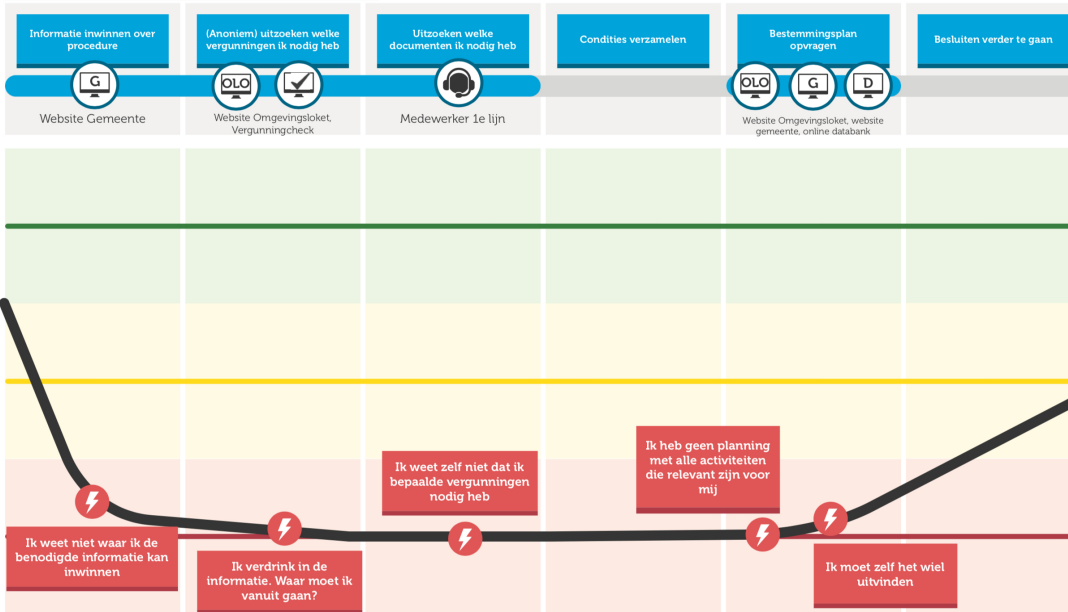 Informatie inwinnen over
procedure
(Anoniem) uitzoeken welke
vergunningen ik nodig heb
Uitzoeken welke
documenten ik nodig heb
Condities verzamelen
Bestemmingsplan
opvragen
Besluiten verder te gaan
G
OLO
OLO
G
D
Website Gemeente
Website Omgevingsloket,
Vergunningcheck
Medewerker 1e lijn
Website Omgevingsloket, website
gemeente, online databank
Ik weet niet waar ik de
benodigde informatie kan
inwinnen
Ik verdrink in de
informatie. Waar moet ik
vanuit gaan?
Ik weet zelf niet dat ik
bepaalde vergunningen
nodig heb
Ik heb geen planning
met alle activiteiten
die relevant zijn voor
mij
Ik moet zelf het wiel
uitvinden